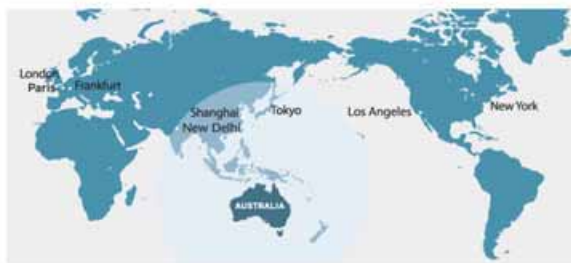 London
Paris
Frankfurt
Shanghai
New Delhi
Tokyo
Los Angeles
New York
AUSTRALIA